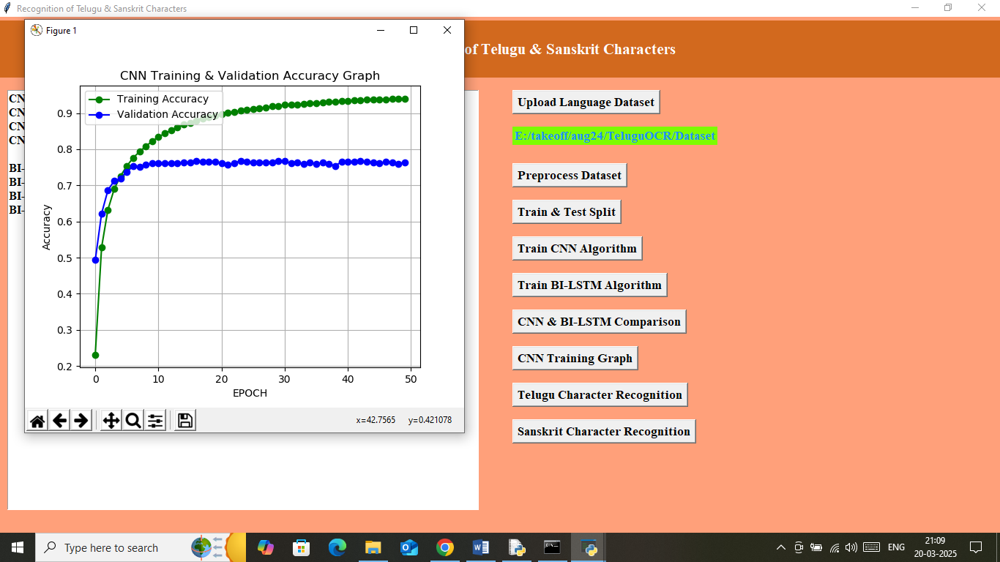 Recognition of Telugu & Sanskrit Characters
Figure 1
of Telugu & Sanskrit Characters
CNN Training & Validation Accuracy Graph
Training Accuracy
Validation Accuracy
0.9
0.8
0.7
0.6
0.5
0.4
0.3
0.2
Accuracy
0 10 20 30 40 50
EPOCH
x=42.7565 y=0.421078
CN
CN
CN
CN
BI-
BI-
BI-
BI-
Upload Language Dataset
E:/takeoff/aug24/TeluguOCR/Dataset
Preprocess Dataset
Train & Test Split
Train CNN Algorithm
Train BI-LSTM Algorithm
CNN & BI-LSTM Comparison
CNN Training Graph
Telugu Character Recognition
Sanskrit Character Recognition
Type here to search
ENG
21:09
20-03-2025